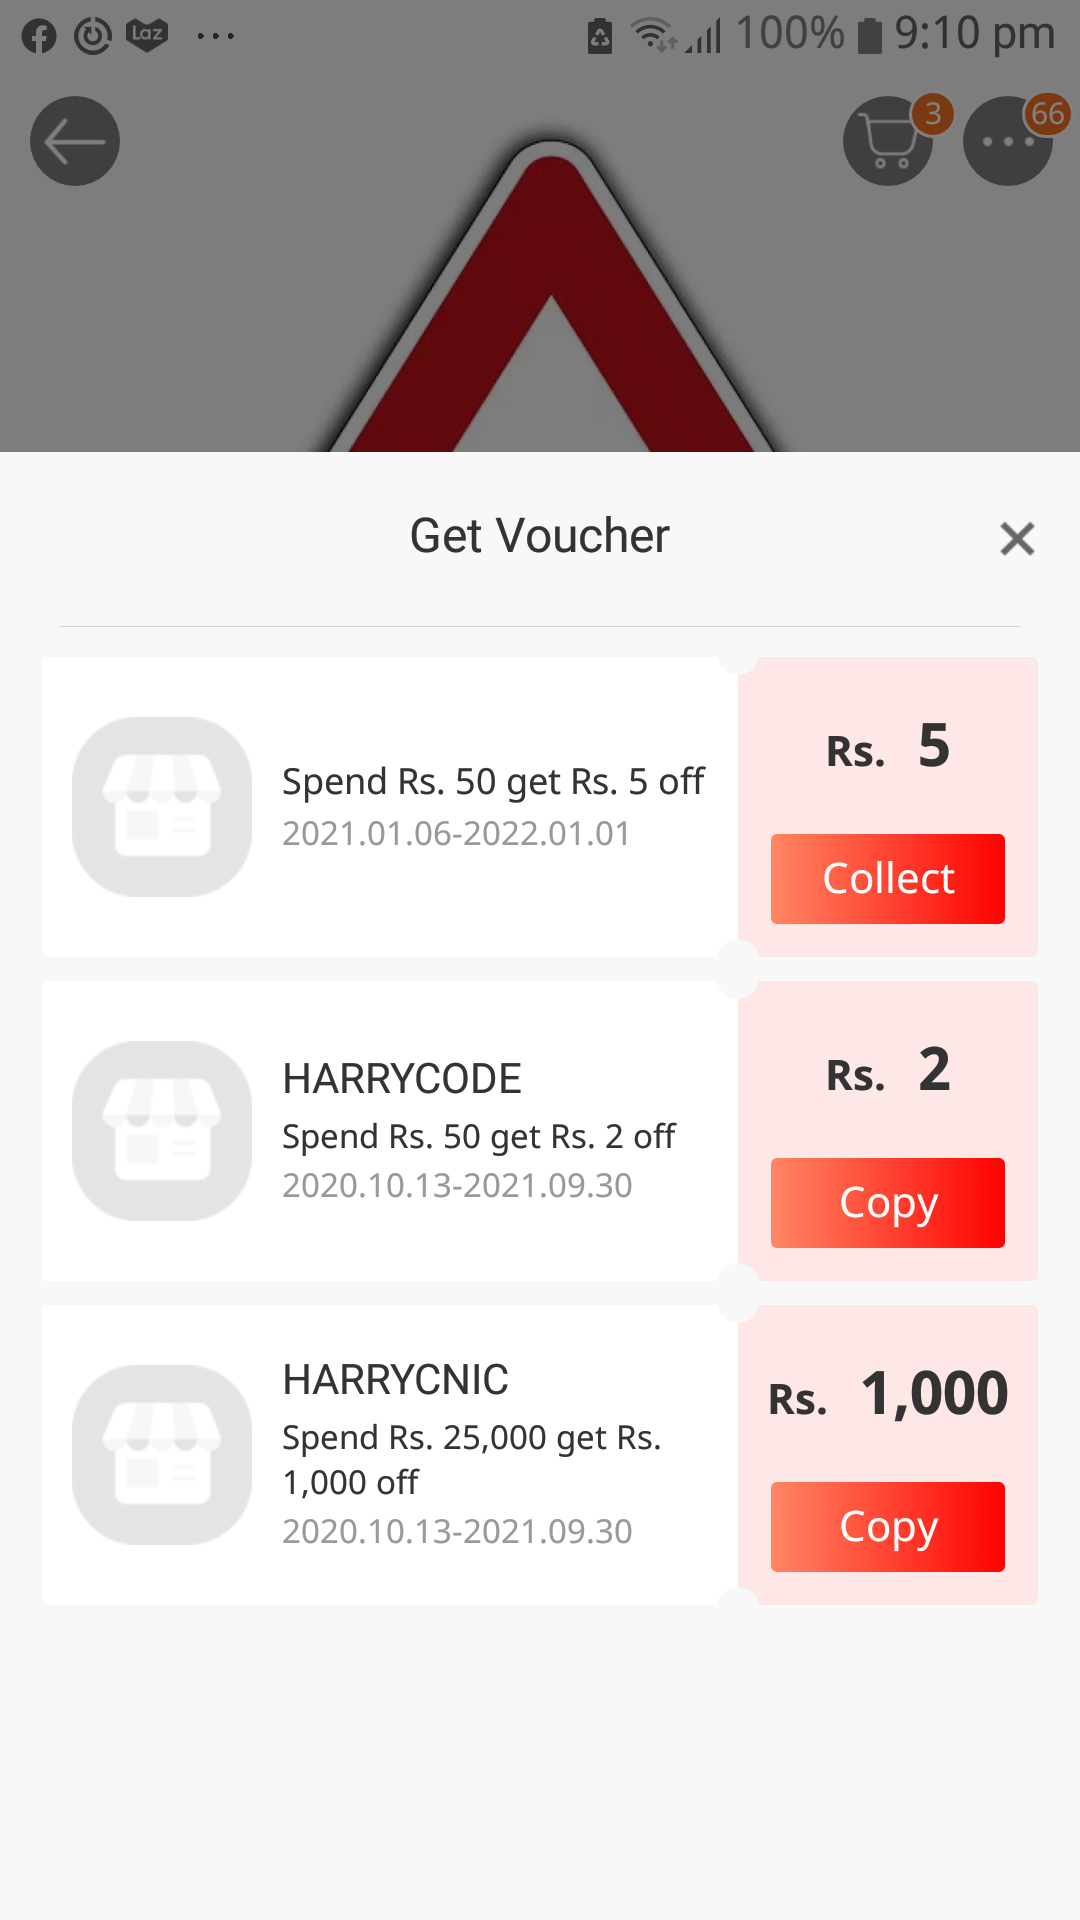 Laz 100% 9:10 pm
3 66
Get Voucher
Spend Rs. 50 get Rs. 5 off
2021.01.06-2022.01.01
Rs. 5
Collect
HARRYCODE
Spend Rs. 50 get Rs. 2 off
2020.10.13-2021.09.30
Rs. 2
Copy
HARRYCNIC
Spend Rs. 25,000 get Rs.
1,000 off
2020.10.13-2021.09.30
Rs. 1,000
Copy